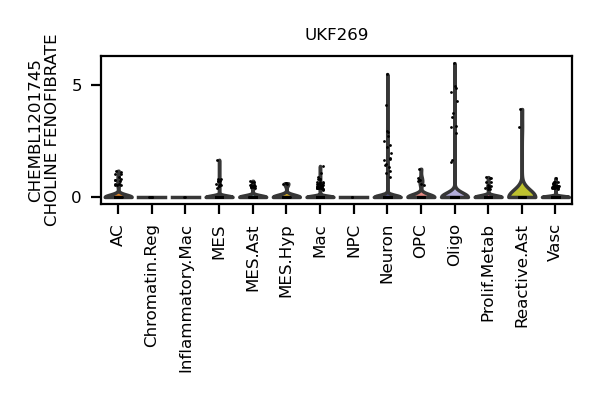 UKF269
CHEMBL1201745
CHOLINE FENOFIBRATE
5
0
AC
Chromatin.Reg
Inflammatory.Mac
MES
MES.Ast
MES.Hyp
Mac
NPC
Neuron
OPC
Oligo
Prolif.Metab
Reactive.Ast
Vasc